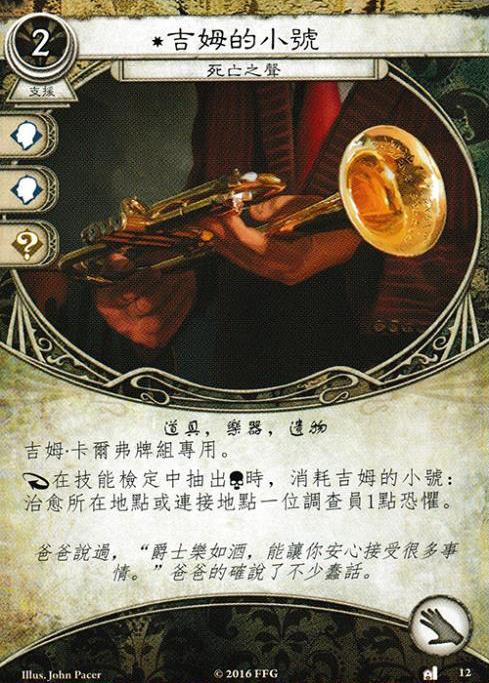 2
吉姆的小號
死亡之聲
支援
?
道具，樂器，遺物
吉姆·卡爾弗牌組專用。
在技能檢定中抽出時，消耗吉姆的小號：
治愈所在地點或連接地點一位調查員1點恐懼。
爸爸說過，“爵士樂如酒，能讓你安心接受很多事
情。”爸爸的確說了不少蠢話。
Illus. John Pacer
© 2016 FFG
12